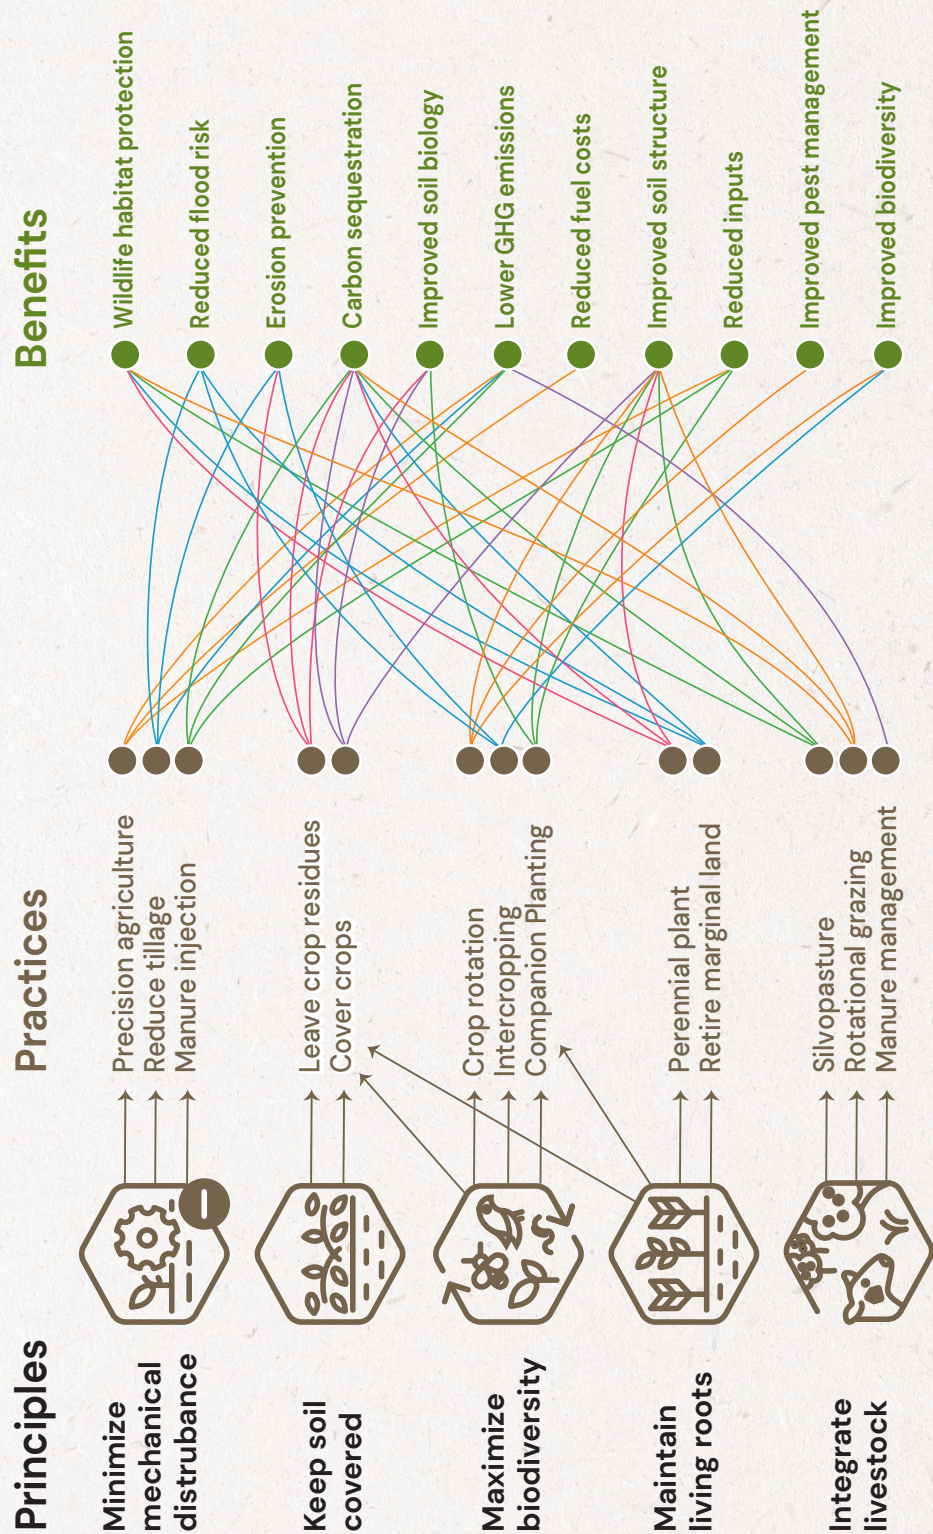 Principles
Practices
Benefits
Minimize
mechanical
distrubance
Keep soil
covered
Maximize
biodiversity
Maintain
living roots
Integrate
livestock
Precision agriculture
Reduce tillage
Manure injection
Leave crop residues
Cover crops
Crop rotation
Intercropping
Companion Planting
Perennial plant
Retire marginal land
Silvopasture
Rotational grazing
Manure management
Wildlife habitat protection
Reduced flood risk
Erosion prevention
Carbon sequestration
Improved soil biology
Lower GHG emissions
Reduced fuel costs
Improved soil structure
Reduced inputs
Improved pest management
Improved biodiversity